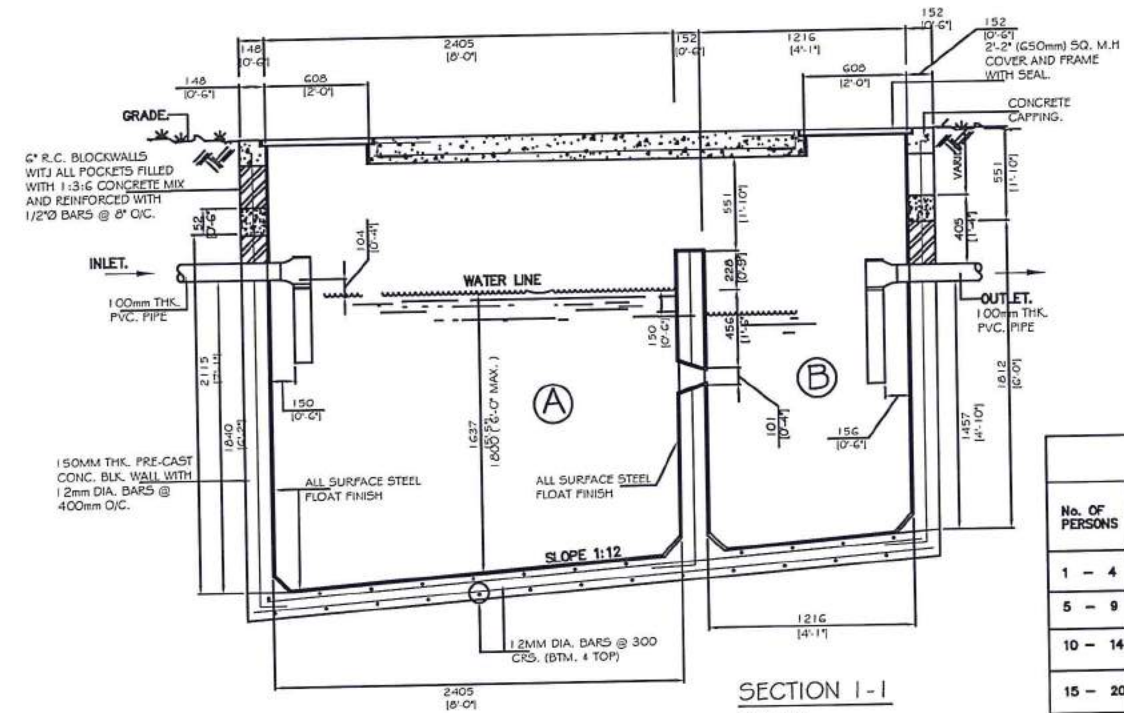 148
[0'-6"]
2405
[8'-0"]
152
[0'-6"]
1216
[4'-1"]
152
[0'-6"]
152
[0'-6"]
2'-2" (650mm) SQ. M.H
COVER AND FRAME
WITH SEAL.
148
[0'-6"]
608
[2'-0"]
608
[2'-0"]
GRADE.
CONCRETE
CAPPING.
6" R.C. BLOCKWALLS
WITJ ALL POCKETS FILLED
WITH 1:3:6 CONCRETE MIX
AND REINFORCED WITH
1/2"Ø BARS @ 8" O/C.
551
[1'-10"]
551
[1'-10"]
405
[1'-4"]
104
[0'-4"]
228
[0'-9"]
INLET.
WATER LINE
OUTLET.
100mm THK.
PVC. PIPE
100mm THK.
PVC. PIPE
150
[0'-6"]
456
[1'-6"]
2115
1840
[6'-2"]
150
[0'-6"]
A
B
1637
1800 ( 6'-0" MAX. )
101
[0'-4"]
156
[0'-6"]
1812
[6'-0"]
1457
[4'-10"]
150MM THK. PRE-CAST
CONC. BLK. WALL WITH
12mm DIA. BARS @
400mm O/C.
ALL SURFACE STEEL
FLOAT FINISH
ALL SURFACE STEEL
FLOAT FINISH
SLOPE 1:12
12MM DIA. BARS @ 300
CRS. (BTM. & TOP)
1216
[4'-1"]
2405
[8'-0"]
SECTION 1-1
No. OF
PERSONS
1 - 4
5 - 9
10 - 14
15 - 20